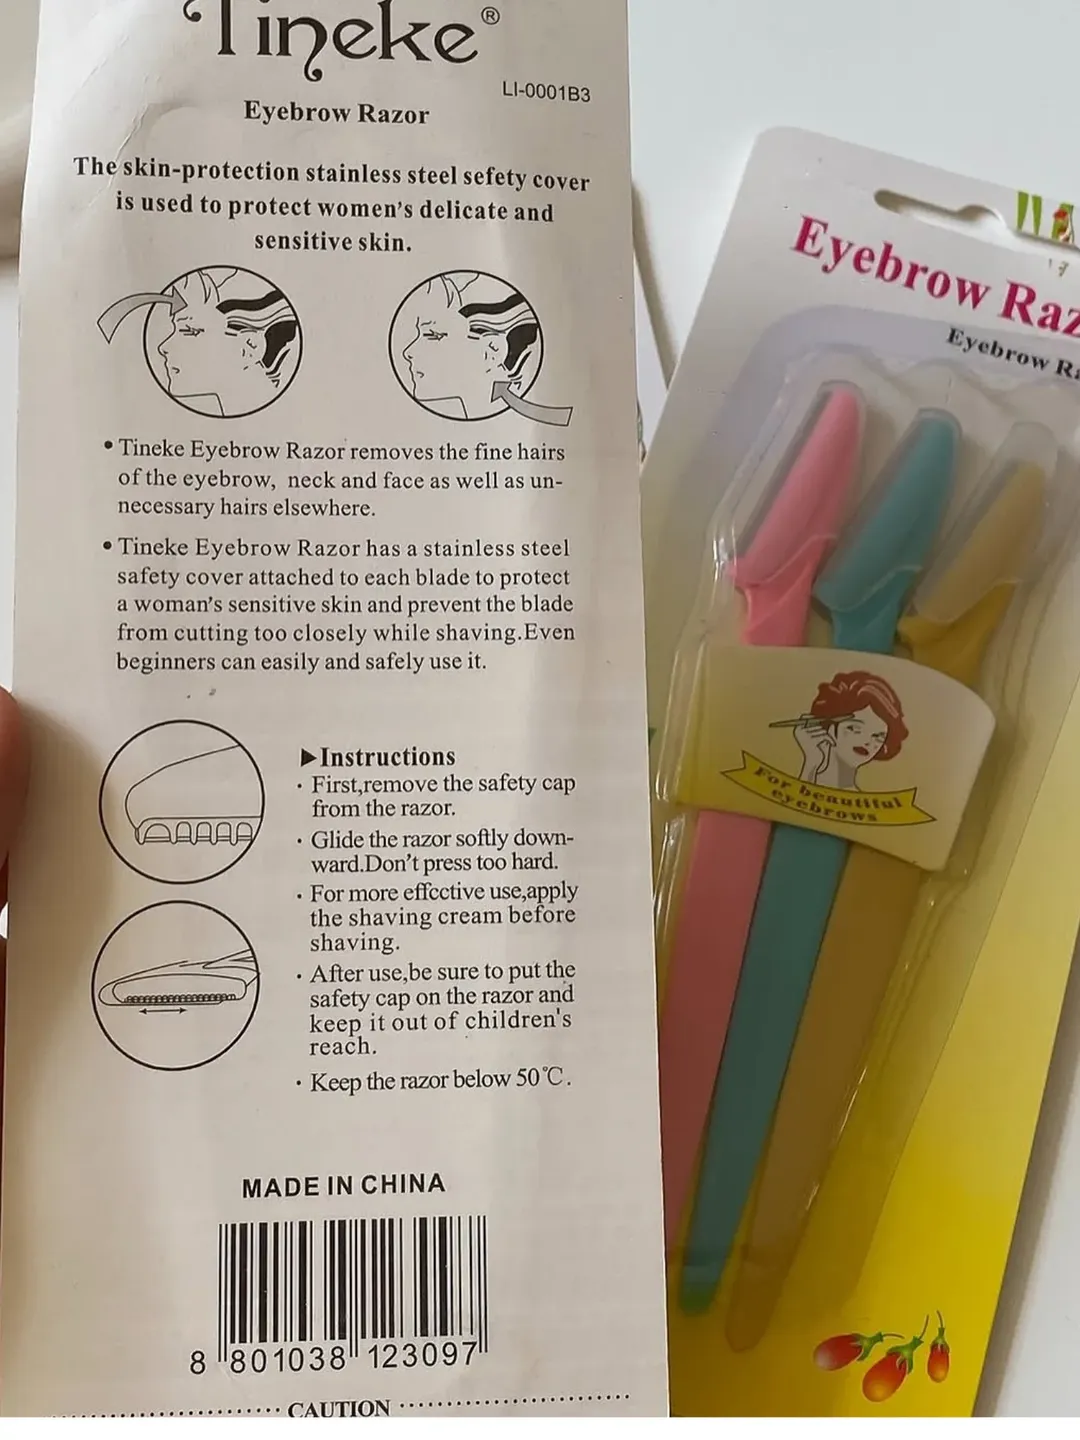 Tineke®
LI-0001B3
Eyebrow Razor
The skin-protection stainless steel sefety cover
is used to protect women's delicate and
sensitive skin.
• Tineke Eyebrow Razor removes the fine hairs
of the eyebrow, neck and face as well as un-
necessary hairs elsewhere.
• Tineke Eyebrow Razor has a stainless steel
safety cover attached to each blade to protect
a woman's sensitive skin and prevent the blade
from cutting too closely while shaving.Even
beginners can easily and safely use it.
▶Instructions
· First,remove the safety cap
from the razor.
· Glide the razor softly down-
ward.Don't press too hard.
· For more effcctive use,apply
the shaving cream before
shaving.
· After use,be sure to put the
safety cap on the razor and
keep it out of children's
reach.
· Keep the razor below 50℃.
MADE IN CHINA
8 801038 123097
CAUTION
Eyebrow Raz
Eyebrow Ra
For beautiful
eyebrows